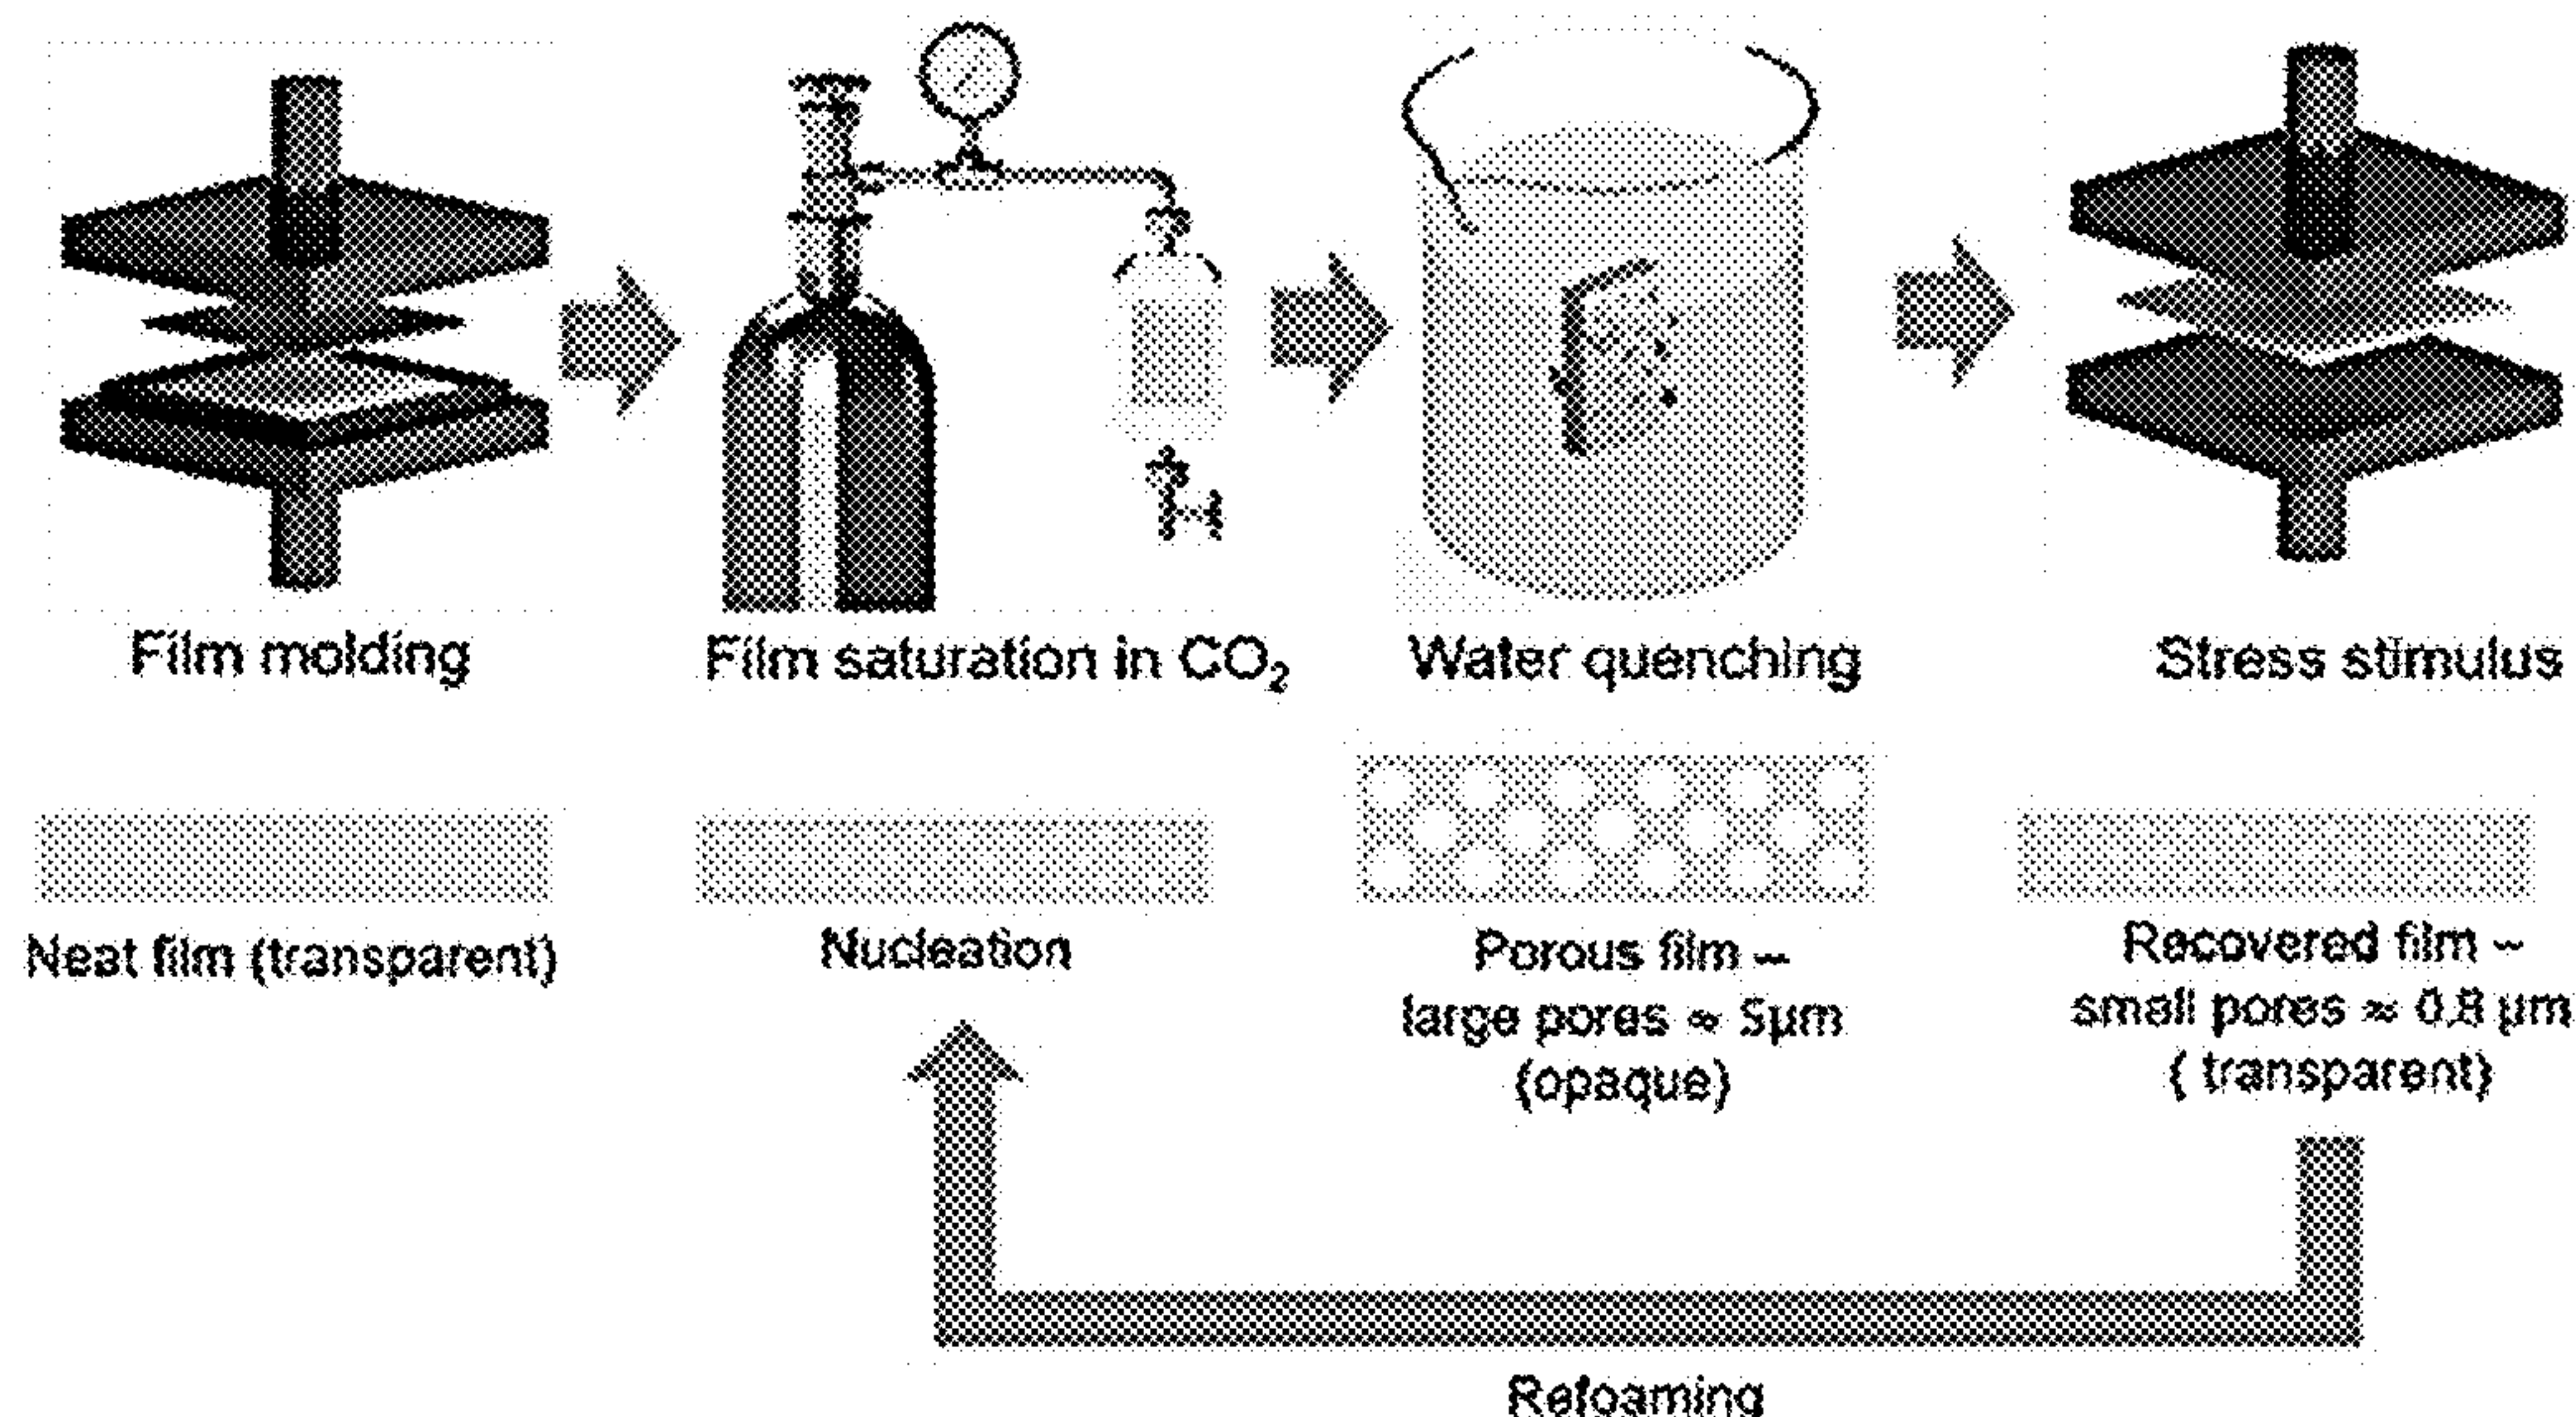 Film molding
Film saturation in CO₂
Water quenching
Stress stimulus
Neat film (transparent)
Nucleation
Porous film –
large pores ≈ 5μm
(opaque)
Recovered film –
small pores ≈ 0.8 μm
( transparent)
Refoaming